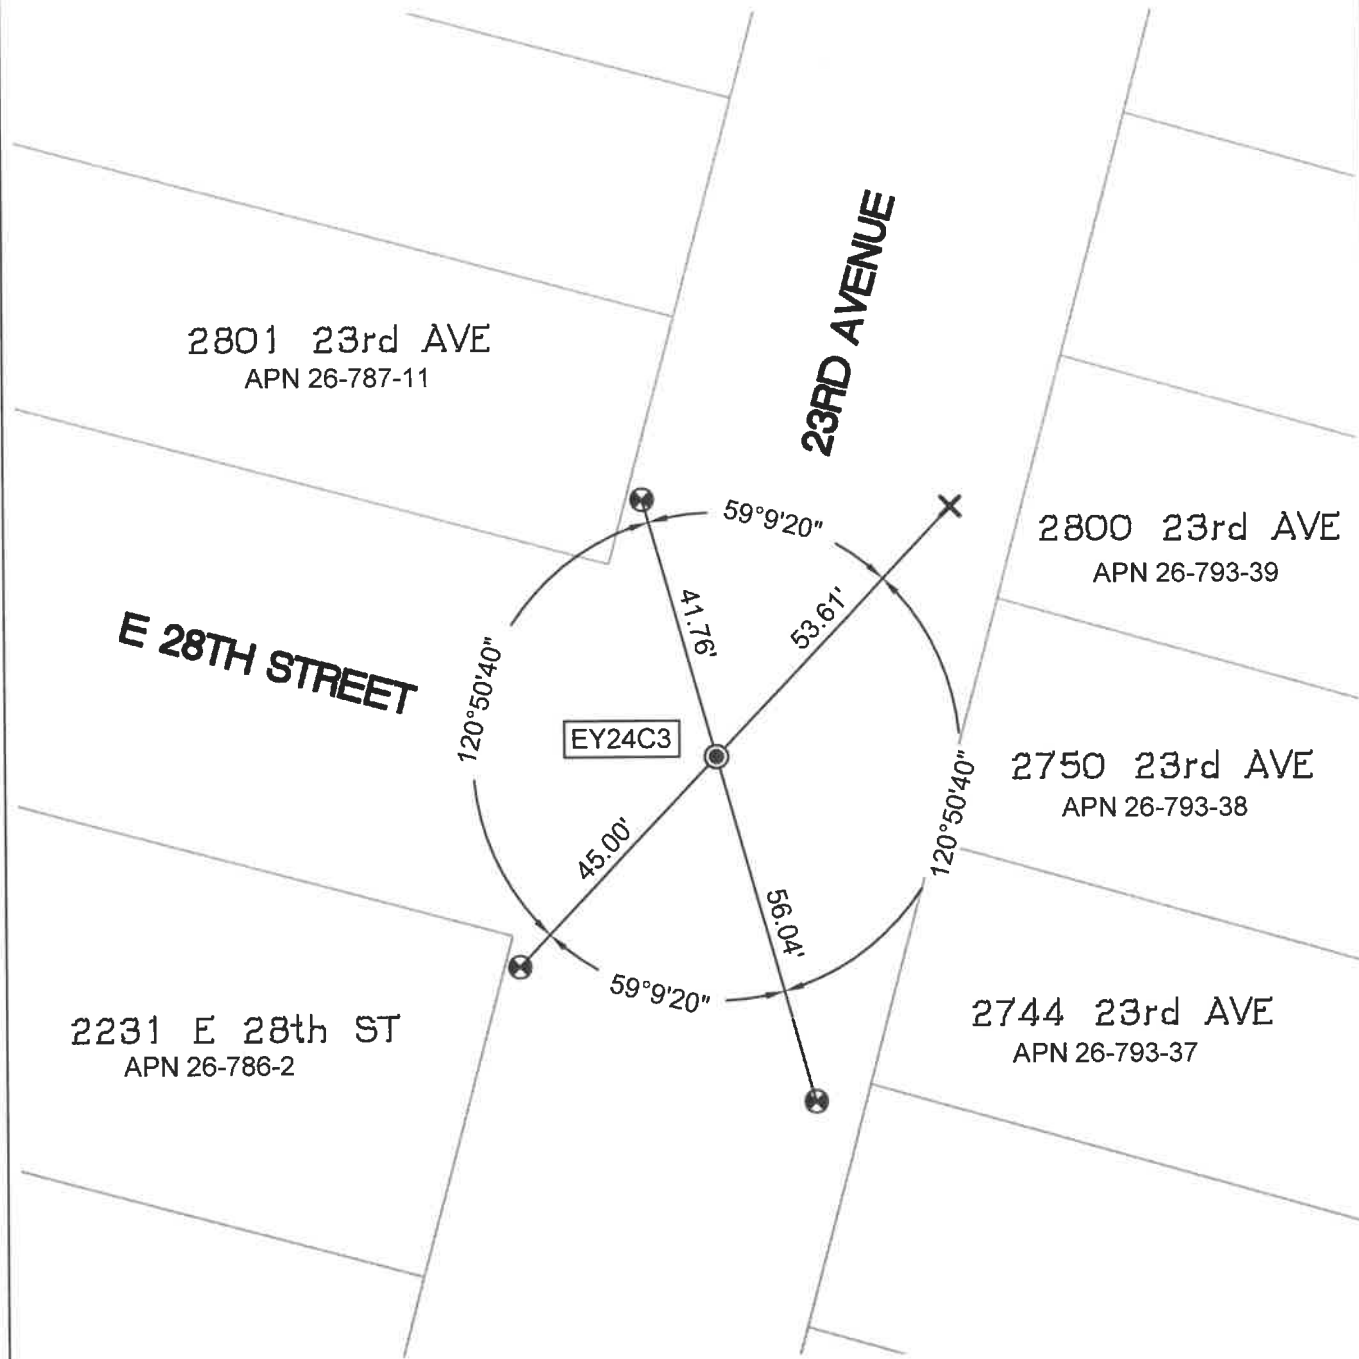 23RD AVENUE
2801 23rd AVE
APN 26-787-11
59°9'20"
2800 23rd AVE
APN 26-793-39
41.76'
53.61'
E 28TH STREET
120°50'40"
EY24C3
2750 23rd AVE
APN 26-793-38
120°50'40"
45.00'
56.04'
59°9'20"
2231 E 28th ST
APN 26-786-2
2744 23rd AVE
APN 26-793-37